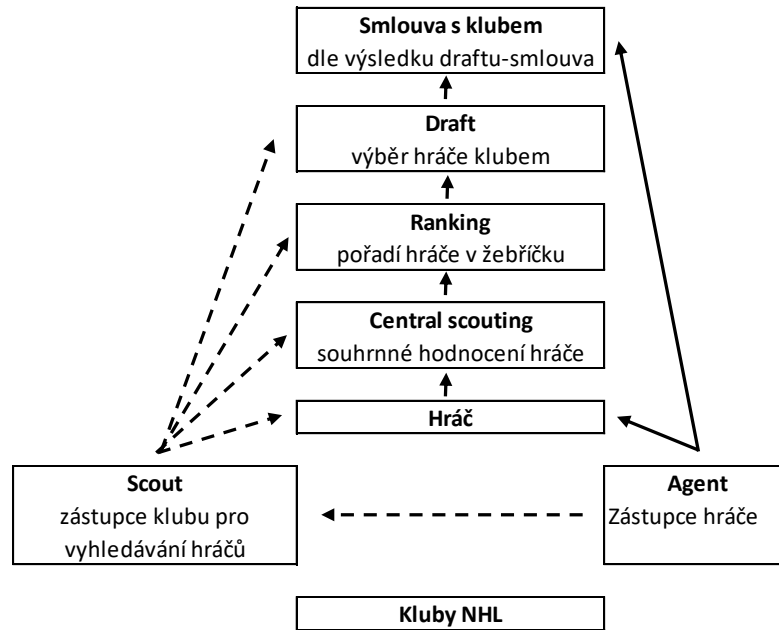 Smlouva s klubem
dle výsledku draftu-smlouva
Draft
výběr hráče klubem
Ranking
pořadí hráče v žebříčku
Central scouting
souhrnné hodnocení hráče
Hráč
Scout
zástupce klubu pro
vyhledávání hráčů
Agent
Zástupce hráče
Kluby NHL